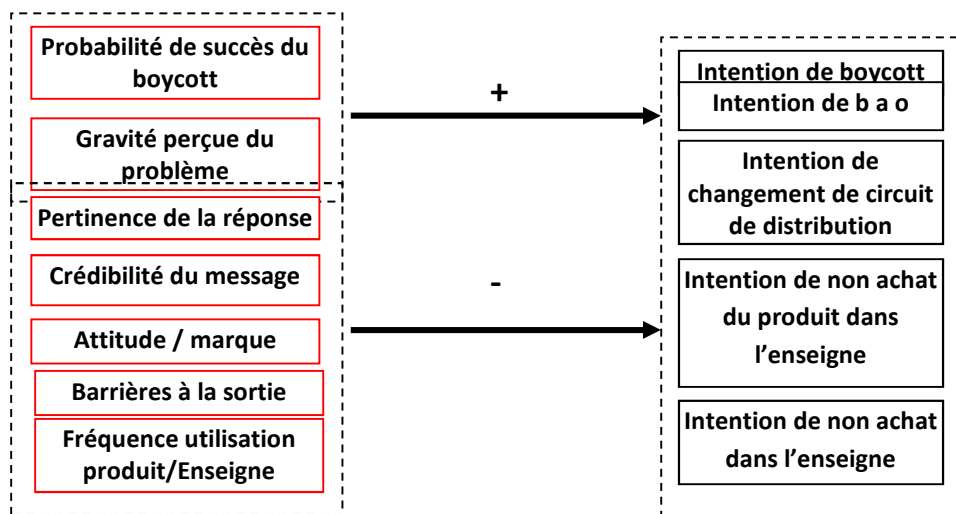 Probabilité de succès du
boycott
Gravité perçue du
problème
Pertinence de la réponse
Crédibilité du message
Attitude / marque
Barrières à la sortie
Fréquence utilisation
produit/Enseigne
+
-
Intention de boycott
Intention de b a o
Intention de
changement de circuit
de distribution
Intention de non achat
du produit dans
l’enseigne
Intention de non achat
dans l’enseigne